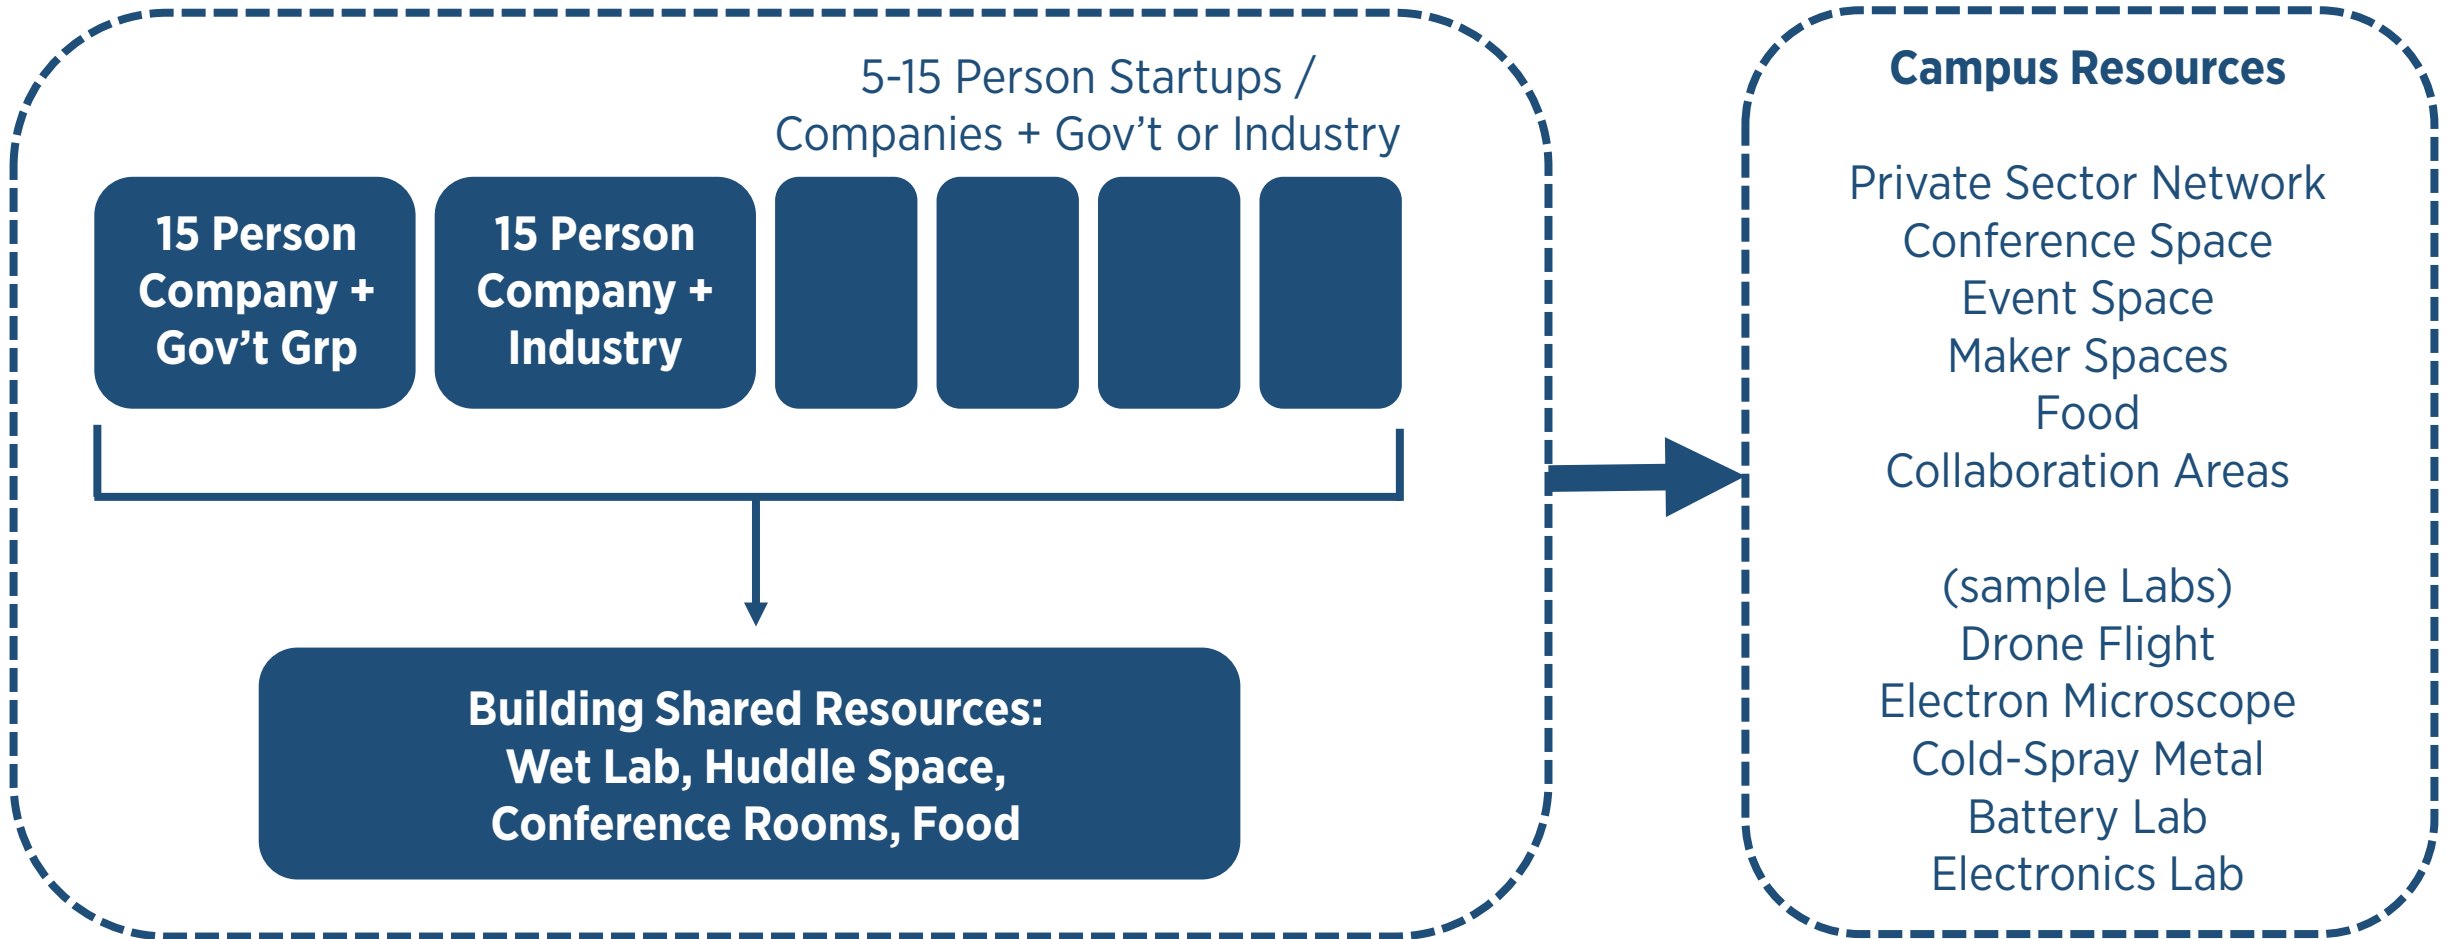 5-15 Person Startups /
Companies + Gov’t or Industry
15 Person
Company +
Gov’t Grp
15 Person
Company +
Industry
Building Shared Resources:
Wet Lab, Huddle Space,
Conference Rooms, Food
Campus Resources
Private Sector Network
Conference Space
Event Space
Maker Spaces
Food
Collaboration Areas
(sample Labs)
Drone Flight
Electron Microscope
Cold-Spray Metal
Battery Lab
Electronics Lab